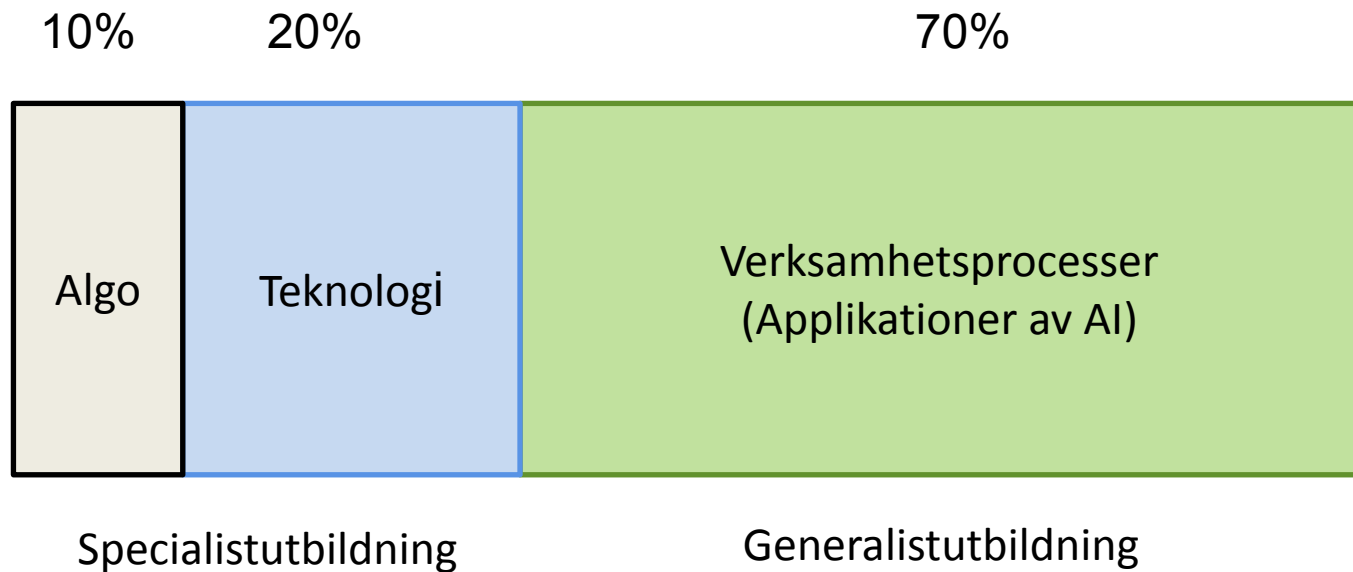 10% 20% 70%
Algo
Teknologi
Verksamhetsprocesser
(Applikationer av AI)
Specialistutbildning
Generalistutbildning